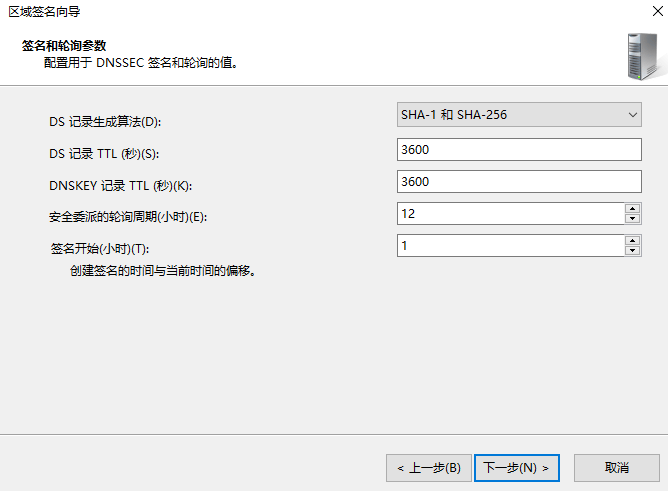 区域签名向导
签名和轮询参数
配置用于 DNSSEC 签名和轮询的值。
DS 记录生成算法(D): SHA-1 和 SHA-256
DS 记录 TTL (秒)(S): 3600
DNSKEY 记录 TTL (秒)(K): 3600
安全委派的轮询周期(小时)(E): 12
签名开始(小时)(T): 1
创建签名的时间与当前时间的偏移。
< 上一步(B) 下一步(N) > 取消